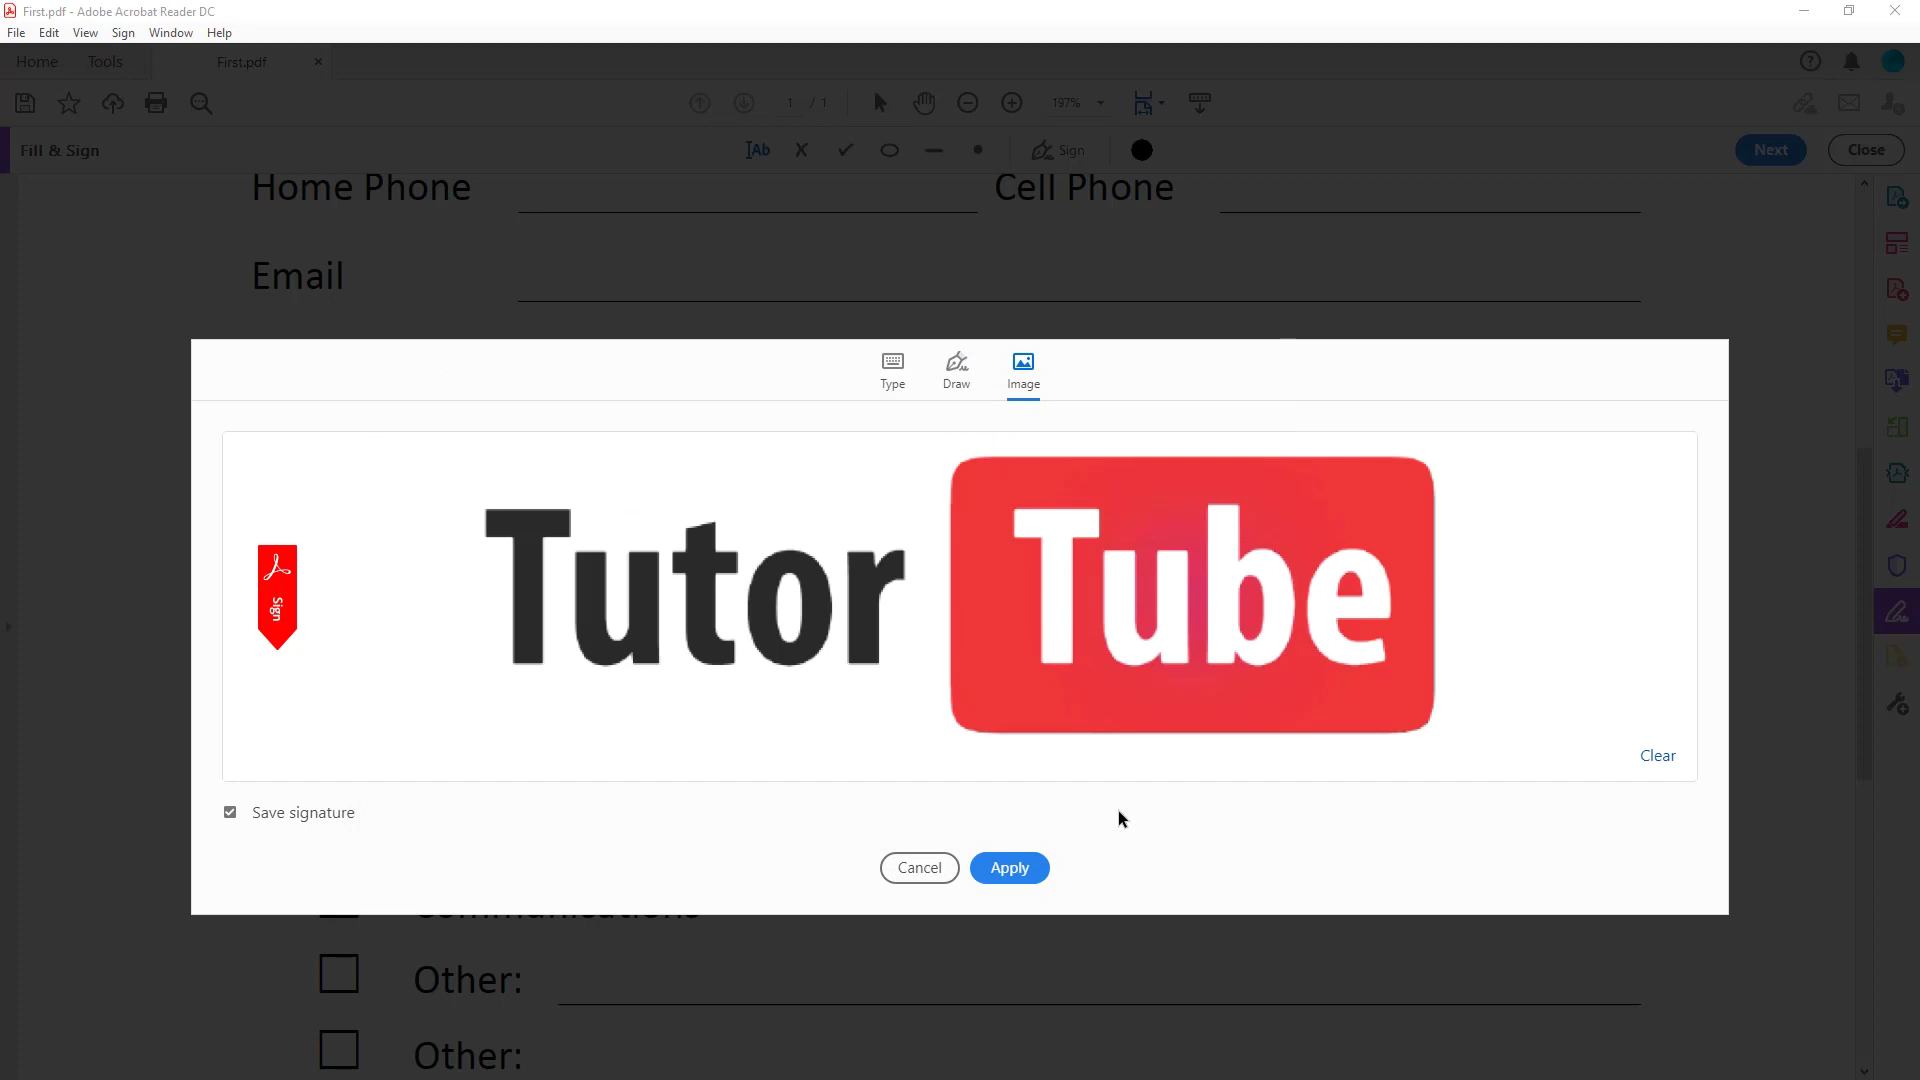 First.pdf - Adobe Acrobat Reader DC
File Edit View Sign Window Help
Home Tools First.pdf
1 / 1 197%
Fill & Sign Ab Sign Next Close
Home Phone Cell Phone
Email
Type Draw Image
Sign
Tutor Tube
Clear
Save signature
Cancel Apply
Other:
Other: